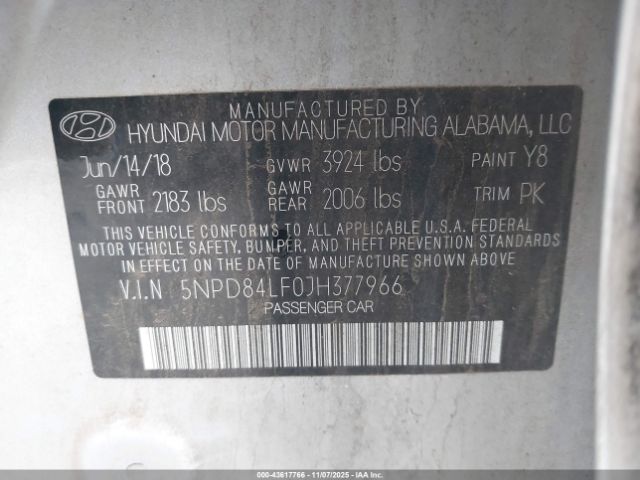 MANUFACTURED BY
HYUNDAI MOTOR MANUFACTURING ALABAMA, LLC
Jun/14/18 GVWR 3924 lbs PAINT Y8
GAWR FRONT 2183 lbs GAWR REAR 2006 lbs TRIM PK
THIS VEHICLE CONFORMS TO ALL APPLICABLE U.S.A. FEDERAL
MOTOR VEHICLE SAFETY, BUMPER, AND THEFT PREVENTION STANDARDS
IN EFFECT ON THE DATE OF MANUFACTURE SHOWN ABOVE
V.I.N 5NPD84LF0JH377966
PASSENGER CAR
000-43617766 | 11/07/2025 - IAAI.COM